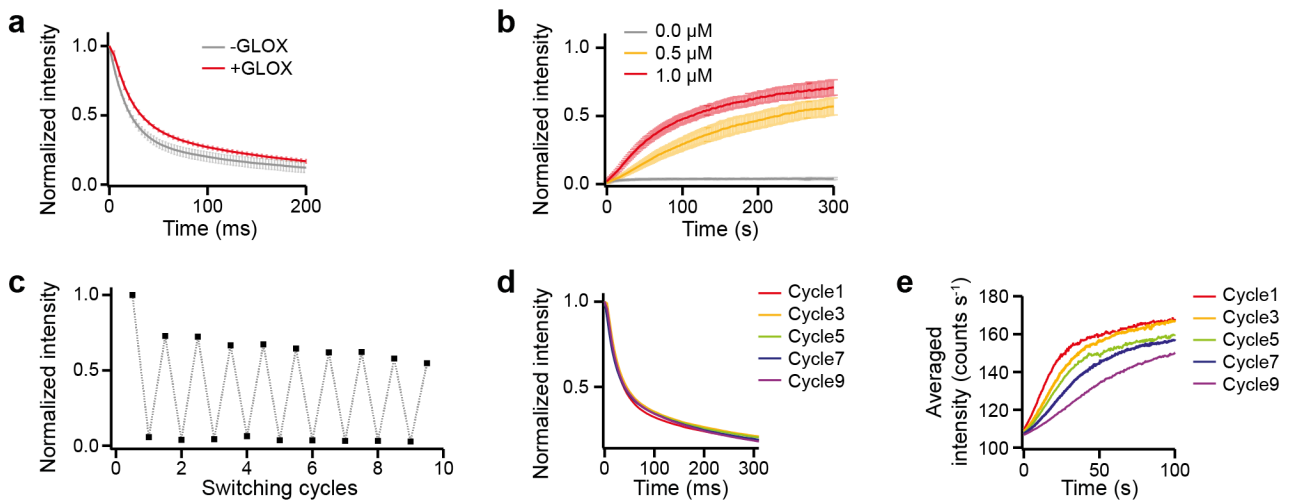 a
Normalized intensity
1.0
0.5
0.0
0
100
200
Time (ms)
-GLOX
+GLOX
b
Normalized intensity
1.0
0.5
0.0
0
100
200
300
Time (s)
0.0 µM
0.5 µM
1.0 µM
c
Normalized intensity
1.0
0.5
0.0
0
2
4
6
8
10
Switching cycles
d
Normalized intensity
1.0
0.5
0
100
200
300
Time (ms)
Cycle1
Cycle3
Cycle5
Cycle7
Cycle9
e
Averaged
intensity (counts s⁻¹)
180
160
140
120
100
0
50
100
Time (s)
Cycle1
Cycle3
Cycle5
Cycle7
Cycle9